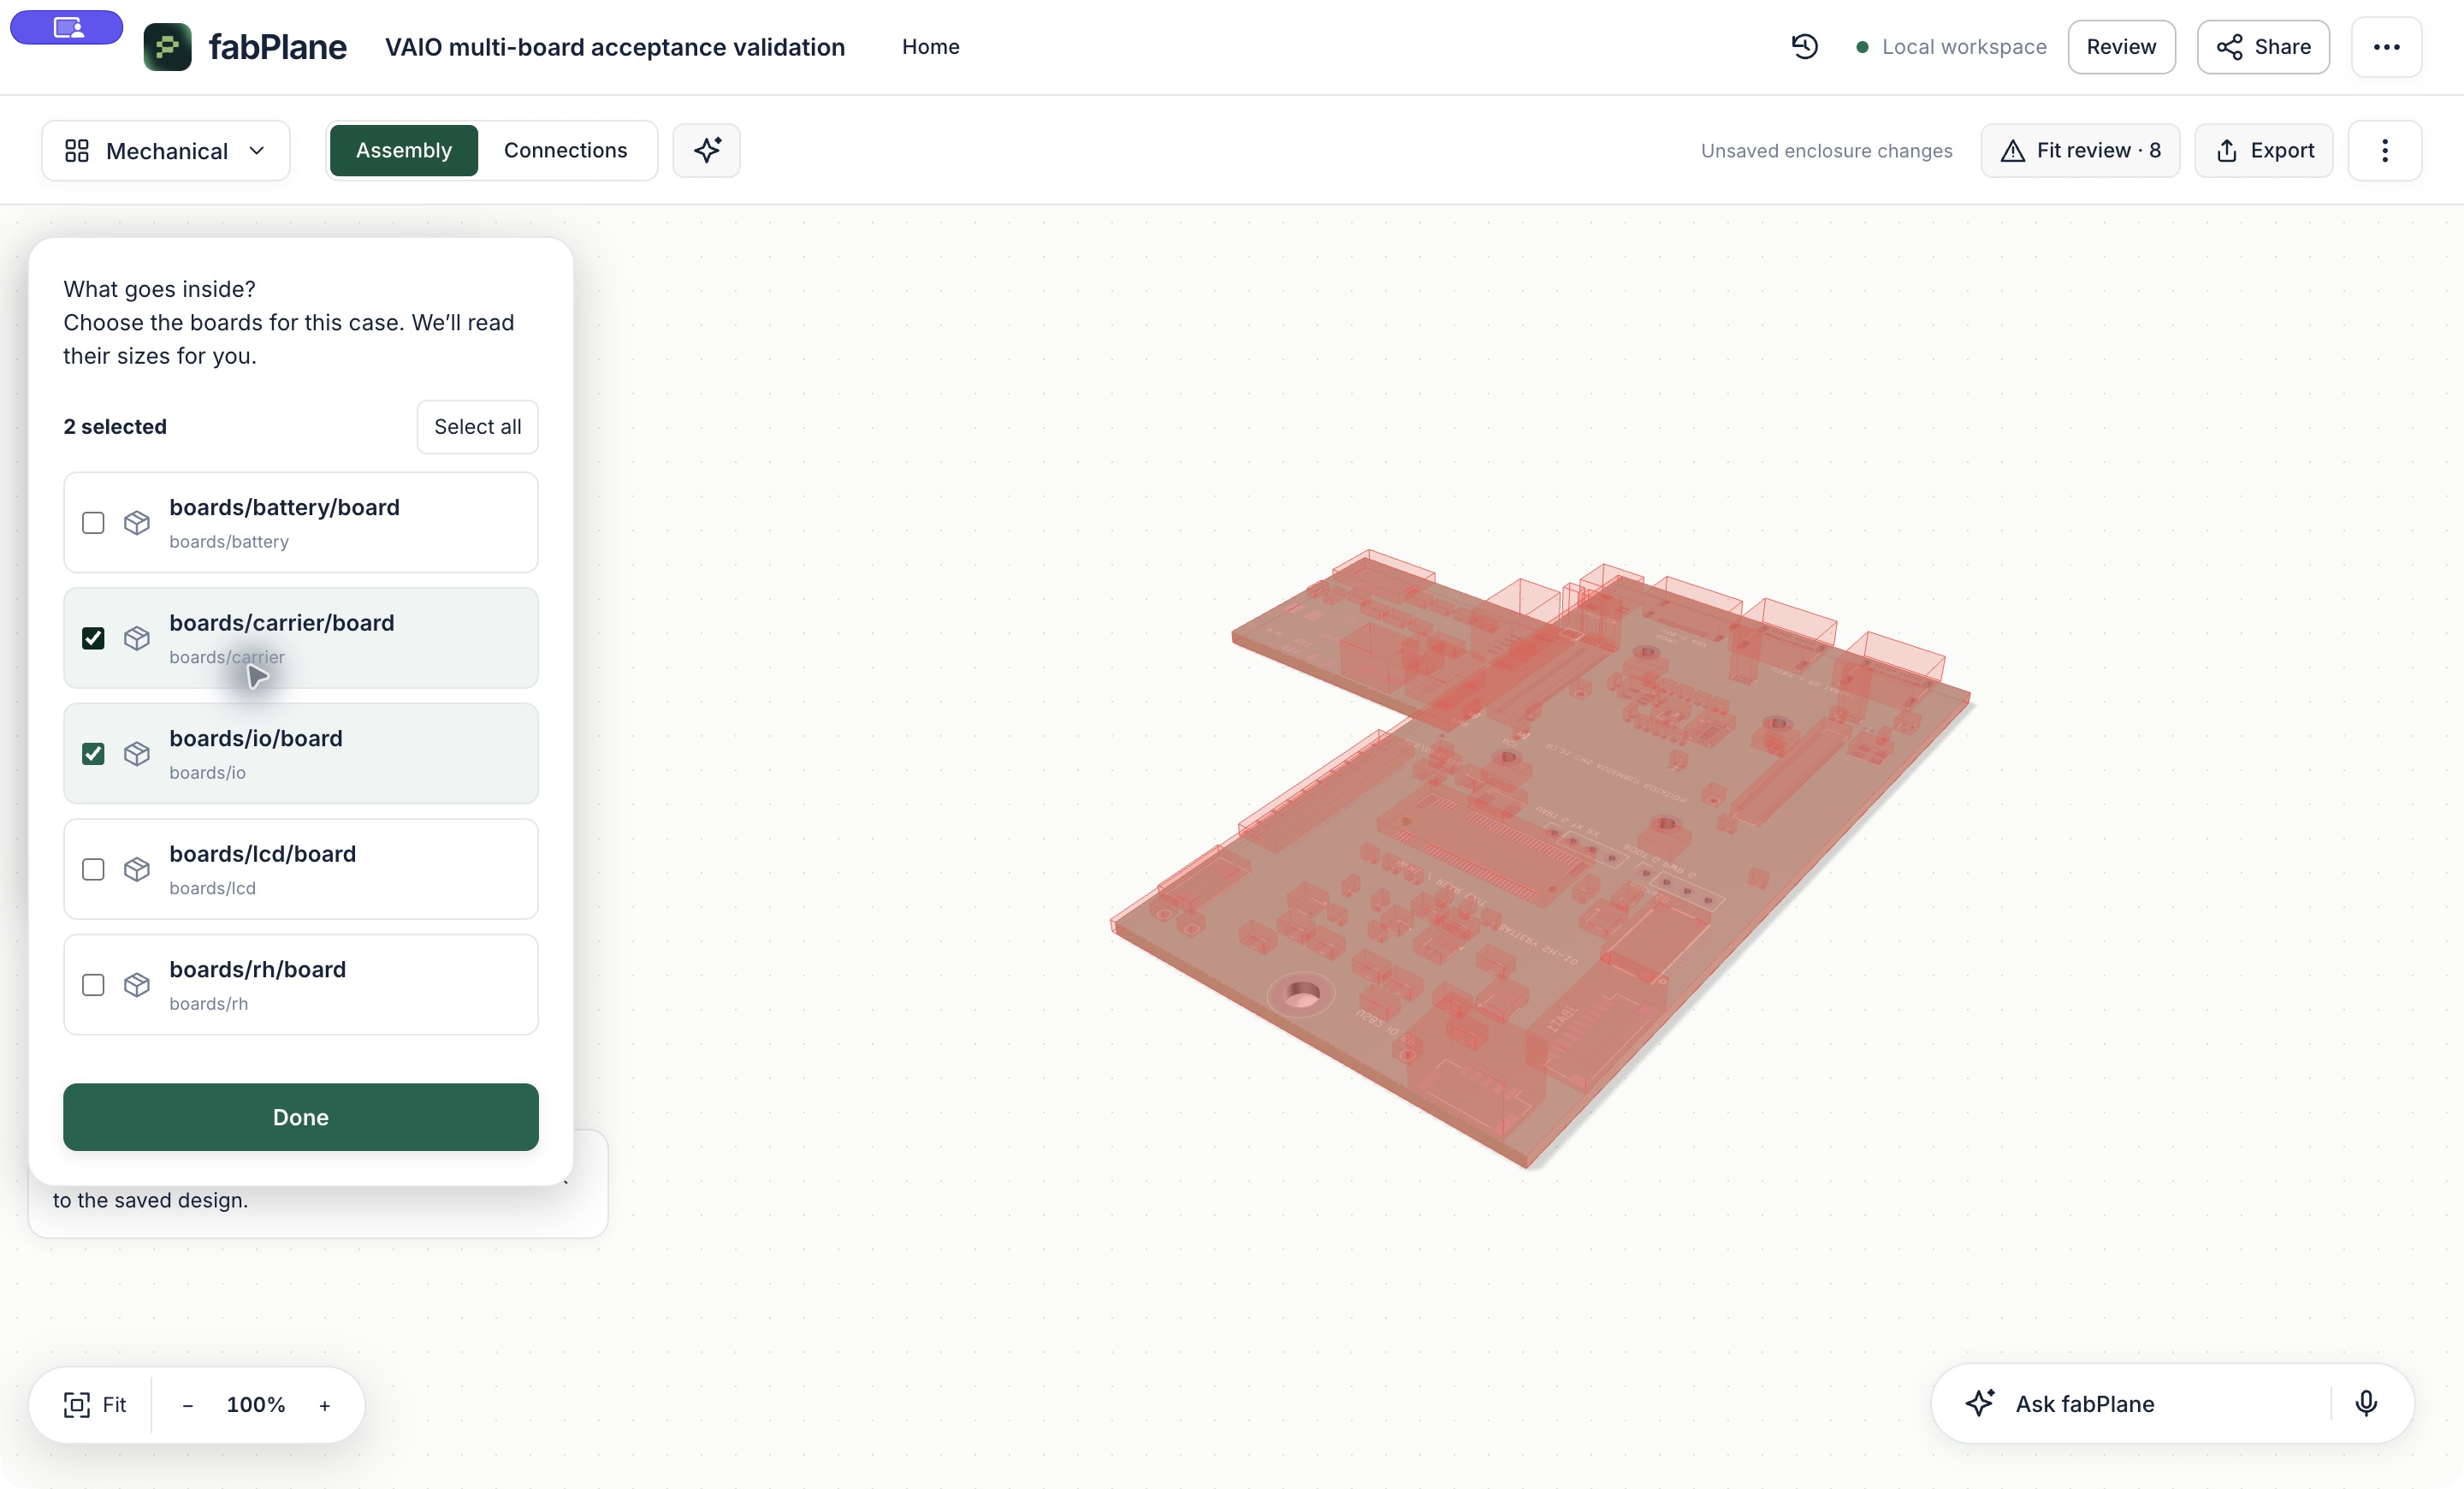 fabPlane
VAIO multi-board acceptance validation
Home
Local workspace
Review
Share
Mechanical
Assembly
Connections
Unsaved enclosure changes
Fit review · 8
Export
What goes inside?
Choose the boards for this case. We’ll read
their sizes for you.
2 selected
Select all
boards/battery/board
boards/battery
boards/carrier/board
boards/carrier
boards/io/board
boards/io
boards/lcd/board
boards/lcd
boards/rh/board
boards/rh
Done
to the saved design.
Fit
− 100% +
Ask fabPlane